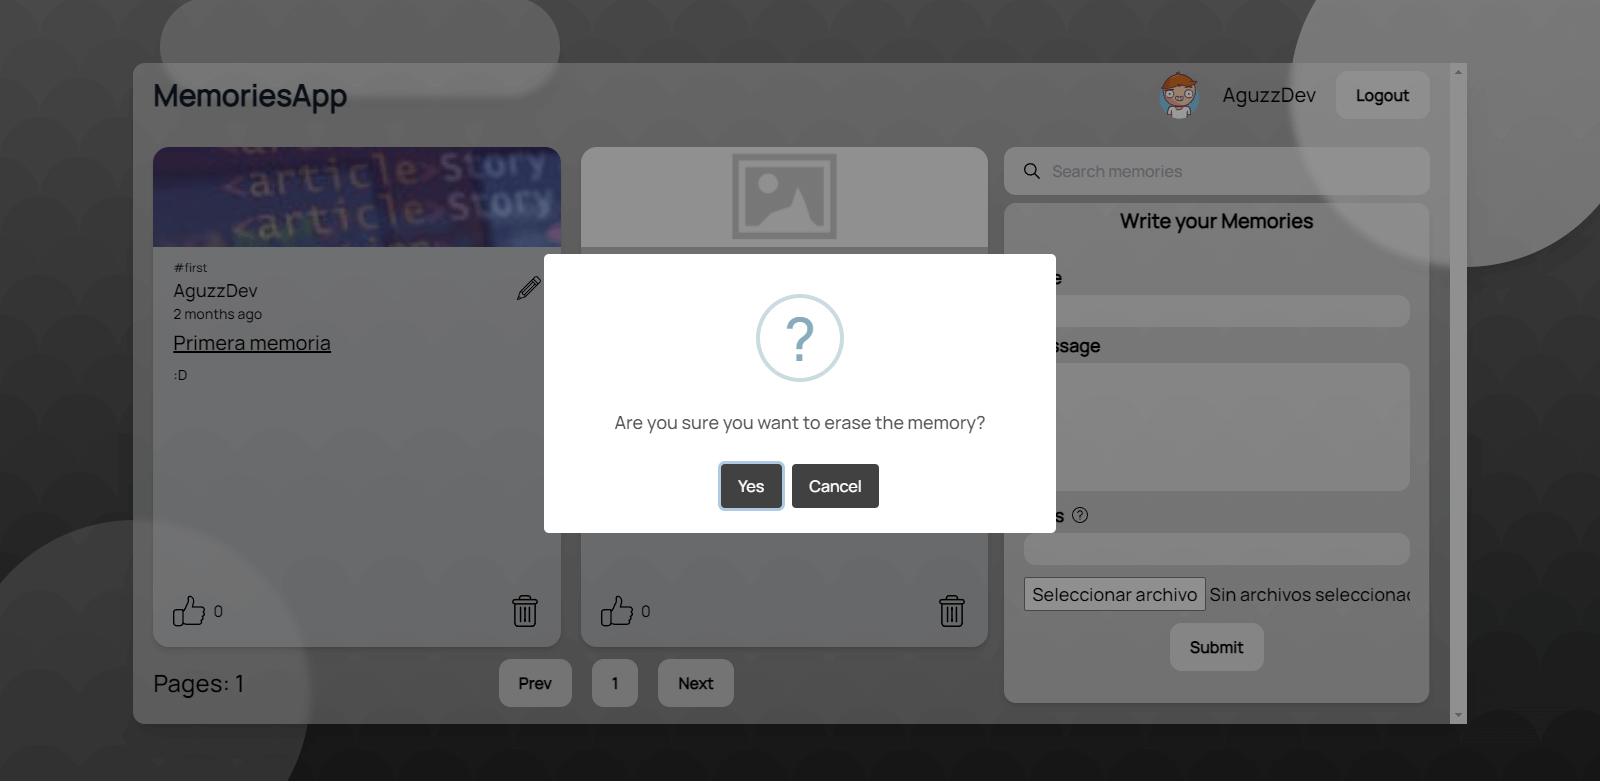 MemoriesApp
AguzzDev
Logout
<article>Story
<article>Story
#first
AguzzDev
2 months ago
Primera memoria
:D
0
0
Search memories
Write your Memories
?
Are you sure you want to erase the memory?
Yes
Cancel
?
Seleccionar archivo
Sin archivos selecciona
Submit
Pages: 1
Prev
1
Next